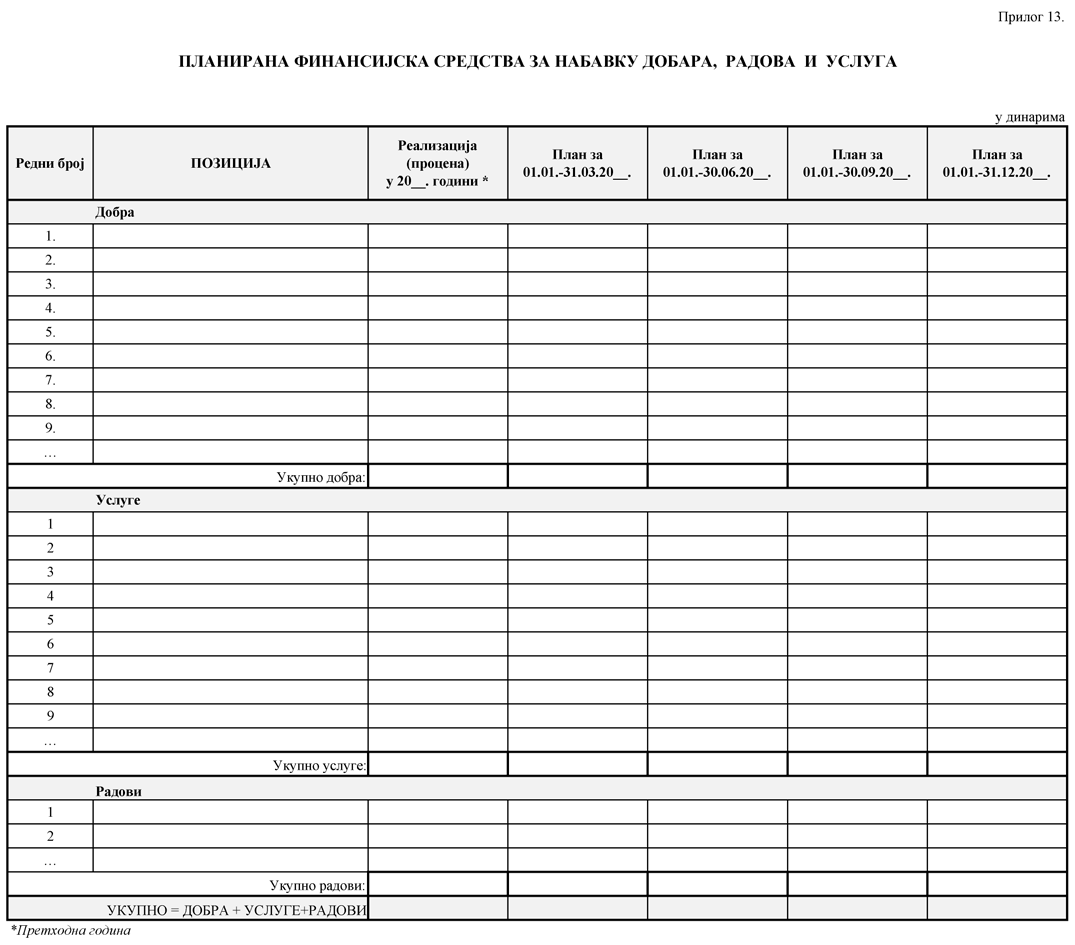 Прилог 13.
ПЛАНИРАНА ФИНАНСИЈСКА СРЕДСТВА ЗА НАБАВКУ ДОБАРА, РАДОВА И УСЛУГА
у динарима
Редни број ПОЗИЦИЈА Реализација (процена) у 20__. години * План за 01.01.-31.03.20__. План за 01.01.-30.06.20__. План за 01.01.-30.09.20__. План за 01.01.-31.12.20__.
Добра
1.
2.
3.
4.
5.
6.
7.
8.
9.
…
Укупно добра:
Услуге
1
2
3
4
5
6
7
8
9
…
Укупно услуге:
Радови
1
2
…
Укупно радови:
УКУПНО = ДОБРА + УСЛУГЕ+РАДОВИ
*Претходна година